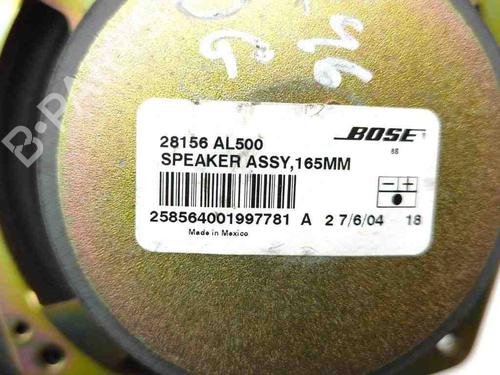 28156 AL500
BOSE
SPEAKER ASSY,165MM
- +
258564001997781 A 2 7/6/04 18
Made in Mexico